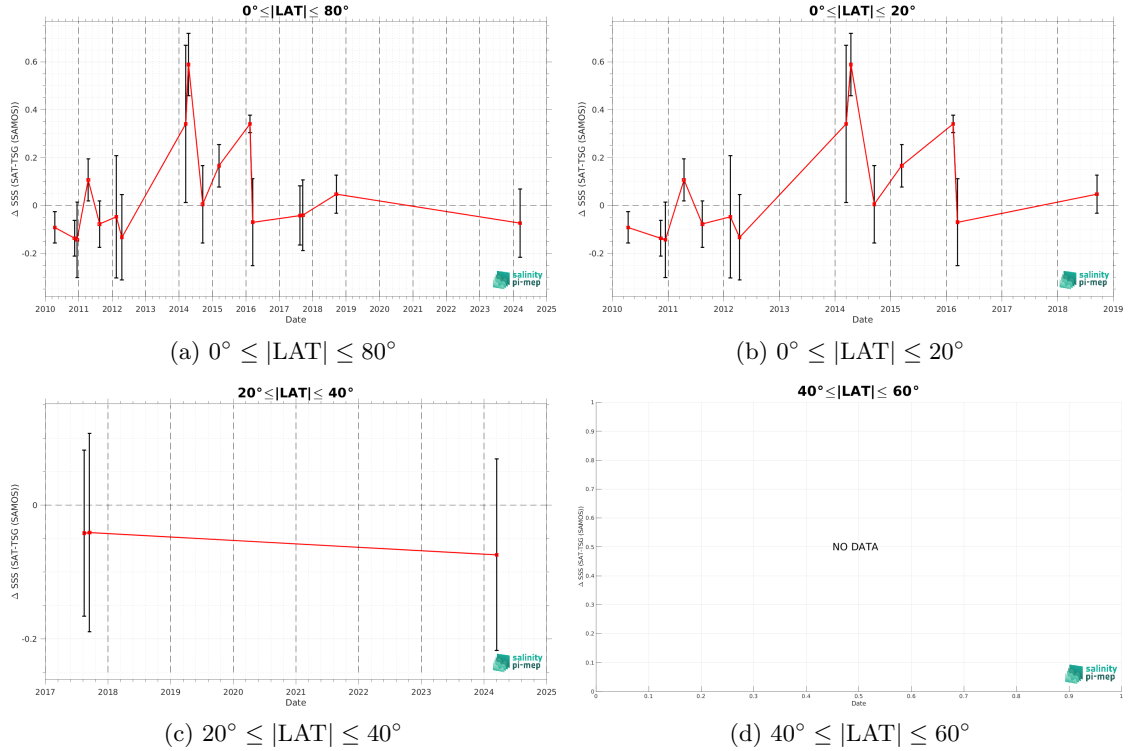 0°≤|LAT|≤ 80°
Δ SSS (SAT-TSG (SAMOS))
0.6
0.4
0.2
0
-0.2
2010 2011 2012 2013 2014 2015 2016 2017 2018 2019 2020 2021 2022 2023 2024 2025
Date
salinity
pi-mep
(a) 0° ≤ |LAT| ≤ 80°
0°≤|LAT|≤ 20°
Δ SSS (SAT-TSG (SAMOS))
0.6
0.4
0.2
0
-0.2
2010 2011 2012 2013 2014 2015 2016 2017 2018 2019
Date
salinity
pi-mep
(b) 0° ≤ |LAT| ≤ 20°
20°≤|LAT|≤ 40°
Δ SSS (SAT-TSG (SAMOS))
0
-0.2
2017 2018 2019 2020 2021 2022 2023 2024 2025
Date
salinity
pi-mep
(c) 20° ≤ |LAT| ≤ 40°
40°≤|LAT|≤ 60°
Δ SSS (SAT-TSG (SAMOS))
1
0.9
0.8
0.7
0.6
0.5
0.4
0.3
0.2
0.1
0
NO DATA
0 0.1 0.2 0.3 0.4 0.5 0.6 0.7 0.8 0.9 1
Date
salinity
pi-mep
(d) 40° ≤ |LAT| ≤ 60°